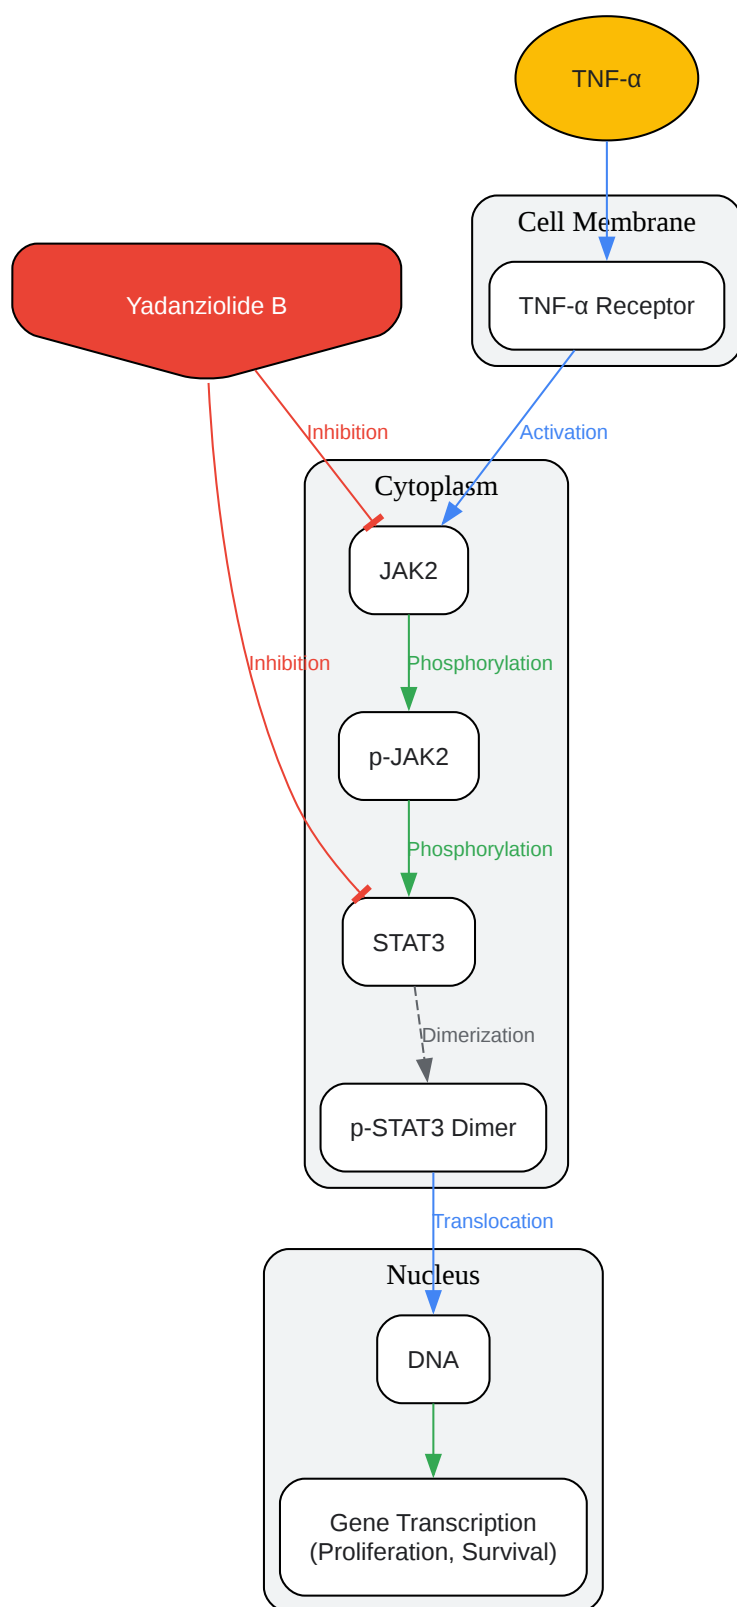 TNF-α
Cell Membrane
TNF-α Receptor
Yadanziolide B
Inhibition
Activation
Cytoplasm
JAK2
Inhibition
Phosphorylation
p-JAK2
Phosphorylation
STAT3
Dimerization
p-STAT3 Dimer
Translocation
Nucleus
DNA
Gene Transcription
(Proliferation, Survival)